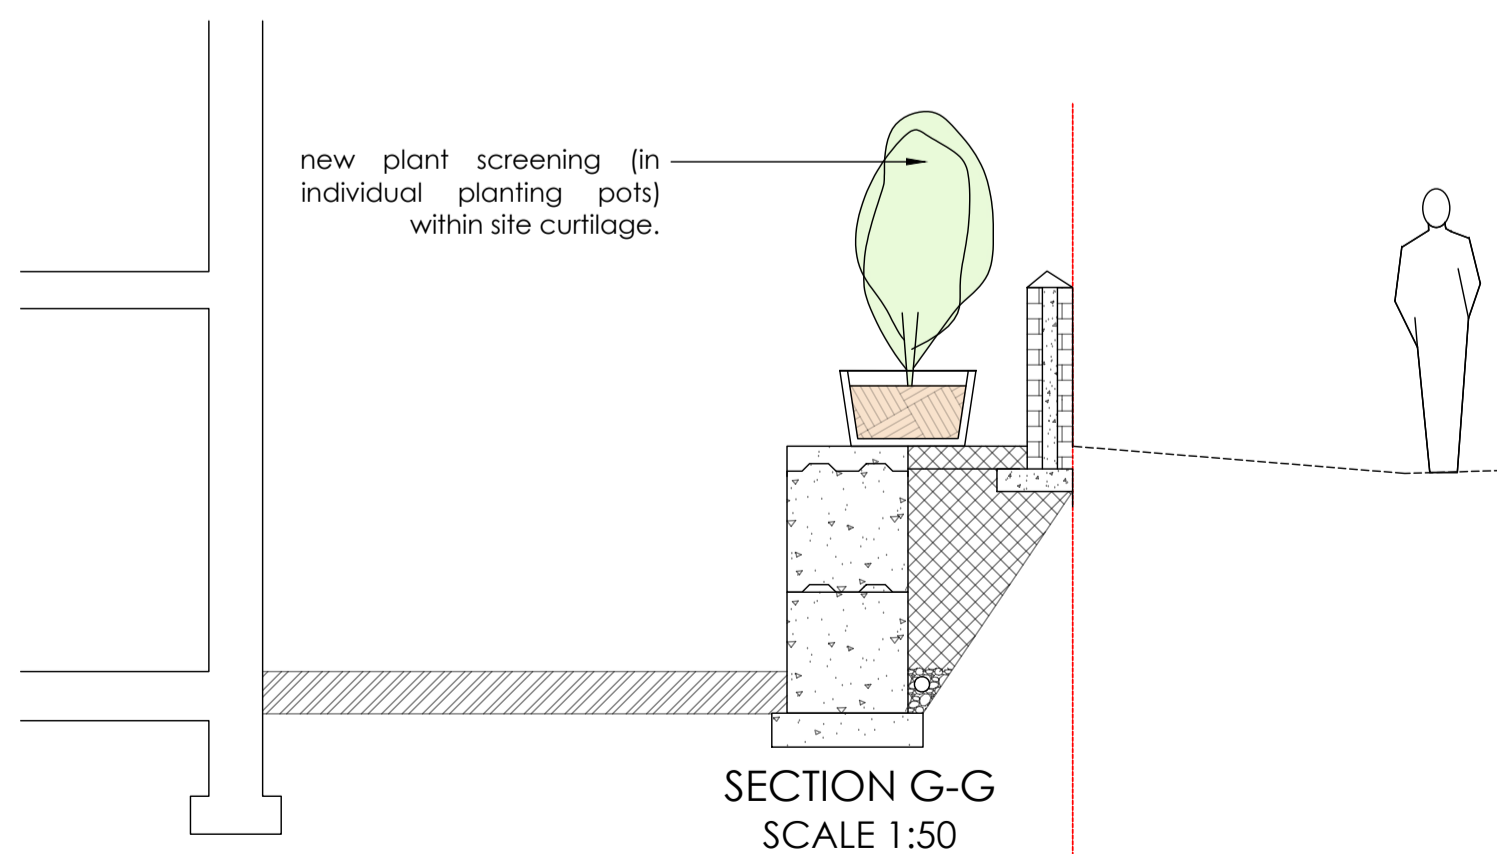 new plant screening (in
individual planting pots)
within site curtilage.
SECTION G-G
SCALE 1:50